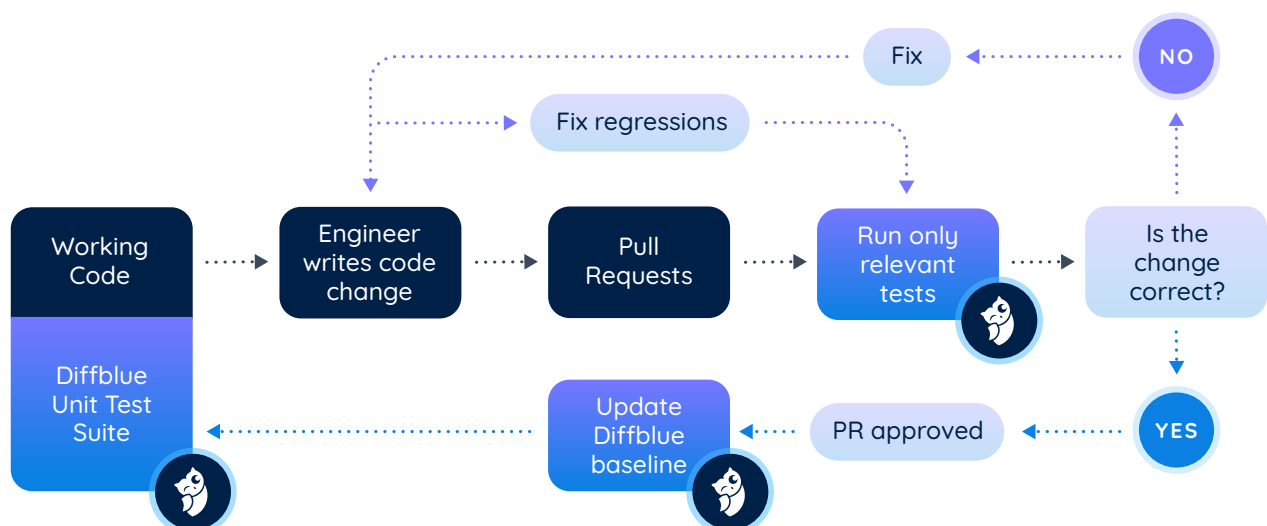 Fix
NO
Fix regressions
Working
Code
Engineer
writes code
change
Pull
Requests
Run only
relevant
tests
Is the
change
correct?
Diffblue
Unit Test
Suite
Update
Diffblue
baseline
PR approved
YES